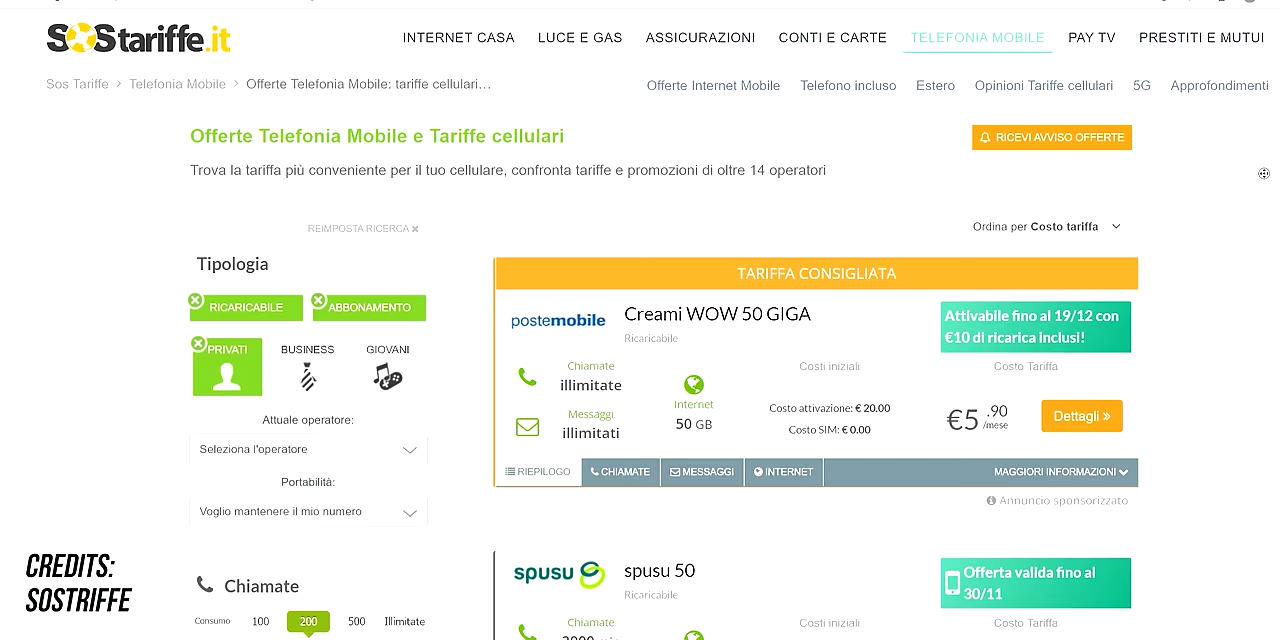 SOStariffe.it
INTERNET CASA LUCE E GAS ASSICURAZIONI CONTI E CARTE TELEFONIA MOBILE PAY TV PRESTITI E MUTUI
Sos Tariffe > Telefonia Mobile > Offerte Telefonia Mobile: tariffe cellulari...
Offerte Internet Mobile Telefono incluso Estero Opinioni Tariffe cellulari 5G Approfondimenti
Offerte Telefonia Mobile e Tariffe cellulari
RICEVI AVVISO OFFERTE
Trova la tariffa più conveniente per il tuo cellulare, confronta tariffe e promozioni di oltre 14 operatori
REIMPOSTA RICERCA
Ordina per Costo tariffa
Tipologia
RICARICABILE ABBONAMENTO
PRIVATI BUSINESS GIOVANI
Attuale operatore:
Seleziona l'operatore
Portabilità:
Voglio mantenere il mio numero
Chiamate
Consumo 100 200 500 Illimitate
TARIFFA CONSIGLIATA
postemobile
Creami WOW 50 GIGA
Ricaricabile
Attivabile fino al 19/12 con
€10 di ricarica inclusi!
Chiamate
illimitate
Messaggi
illimitati
Internet
50 GB
Costi iniziali
Costo attivazione: € 20.00
Costo SIM: € 0.00
Costo Tariffa
€5.90
/mese
Dettagli »
RIEPILOGO CHIAMATE MESSAGGI INTERNET MAGGIORI INFORMAZIONI
Annuncio sponsorizzato
spusu
spusu 50
Ricaricabile
Offerta valida fino al
30/11
Chiamate
Costi iniziali
Costo Tariffa
CREDITS:
SOSTRIFFE